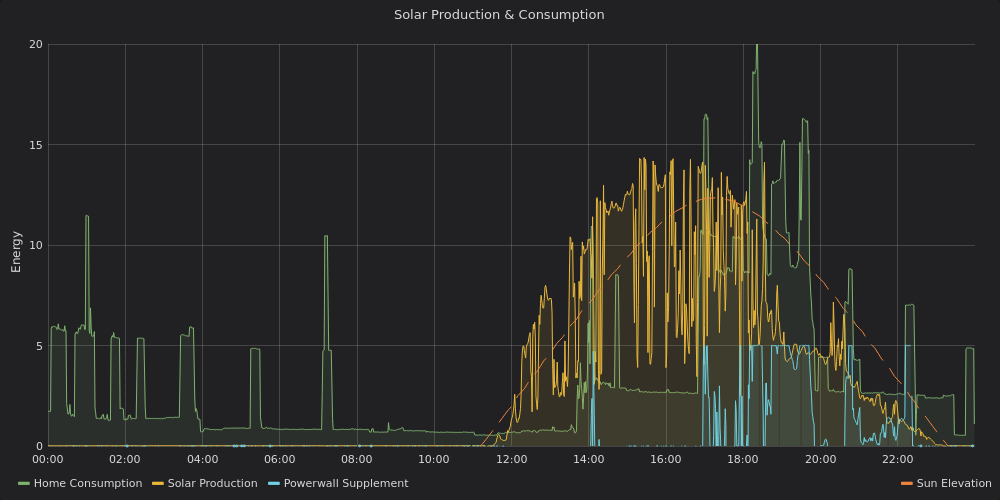 Solar Production & Consumption
20
15
10
5
0
Energy
00:00 02:00 04:00 06:00 08:00 10:00 12:00 14:00 16:00 18:00 20:00 22:00
Home Consumption Solar Production Powerwall Supplement Sun Elevation